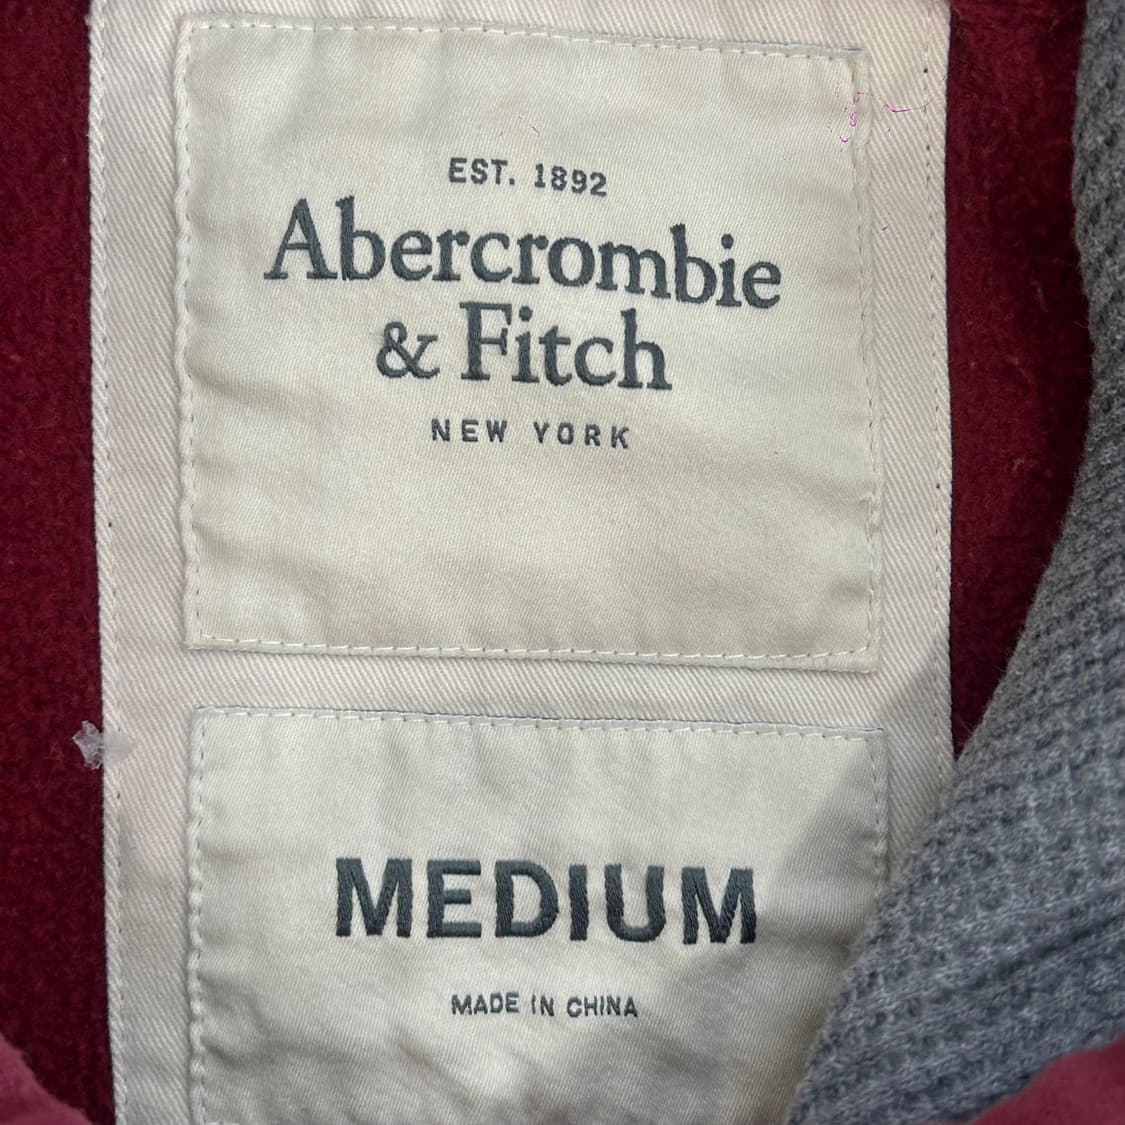 EST. 1892
Abercrombie
& Fitch
NEW YORK
MEDIUM
MADE IN CHINA